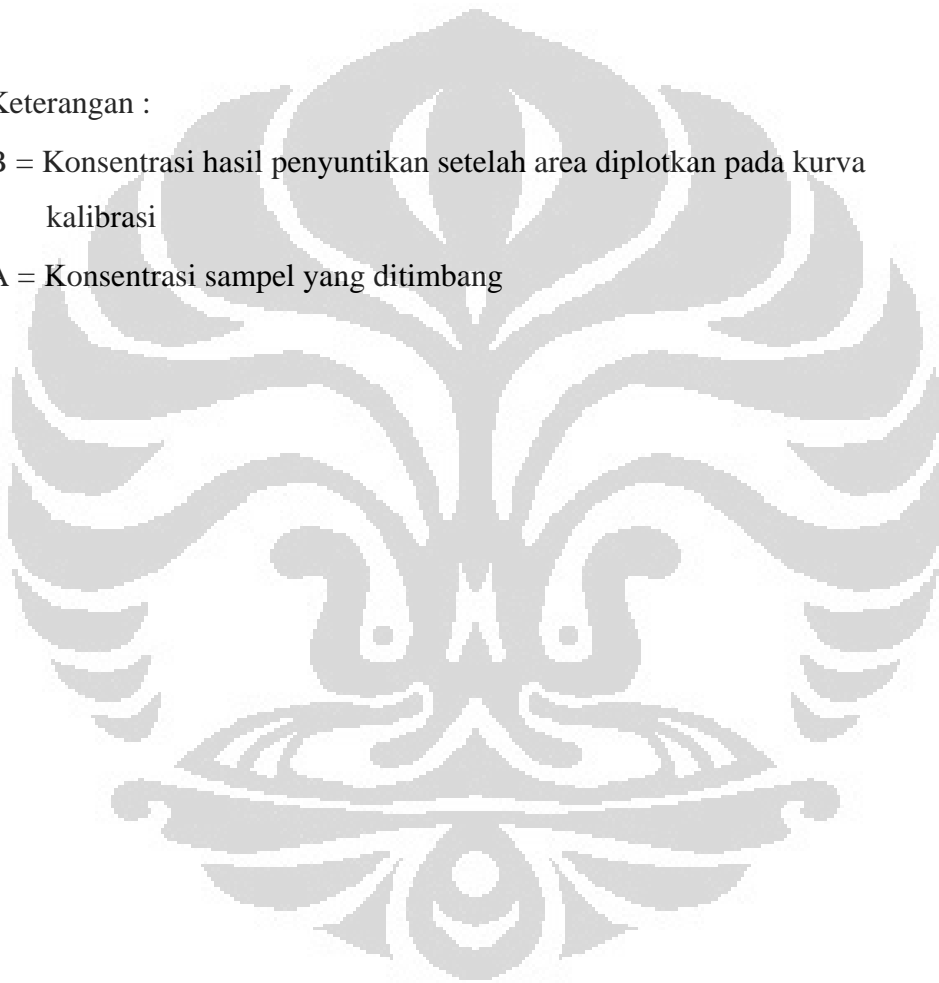 Keterangan :
B = Konsentrasi hasil penyuntikan setelah area diplotkan pada kurva
kalibrasi
A = Konsentrasi sampel yang ditimbang